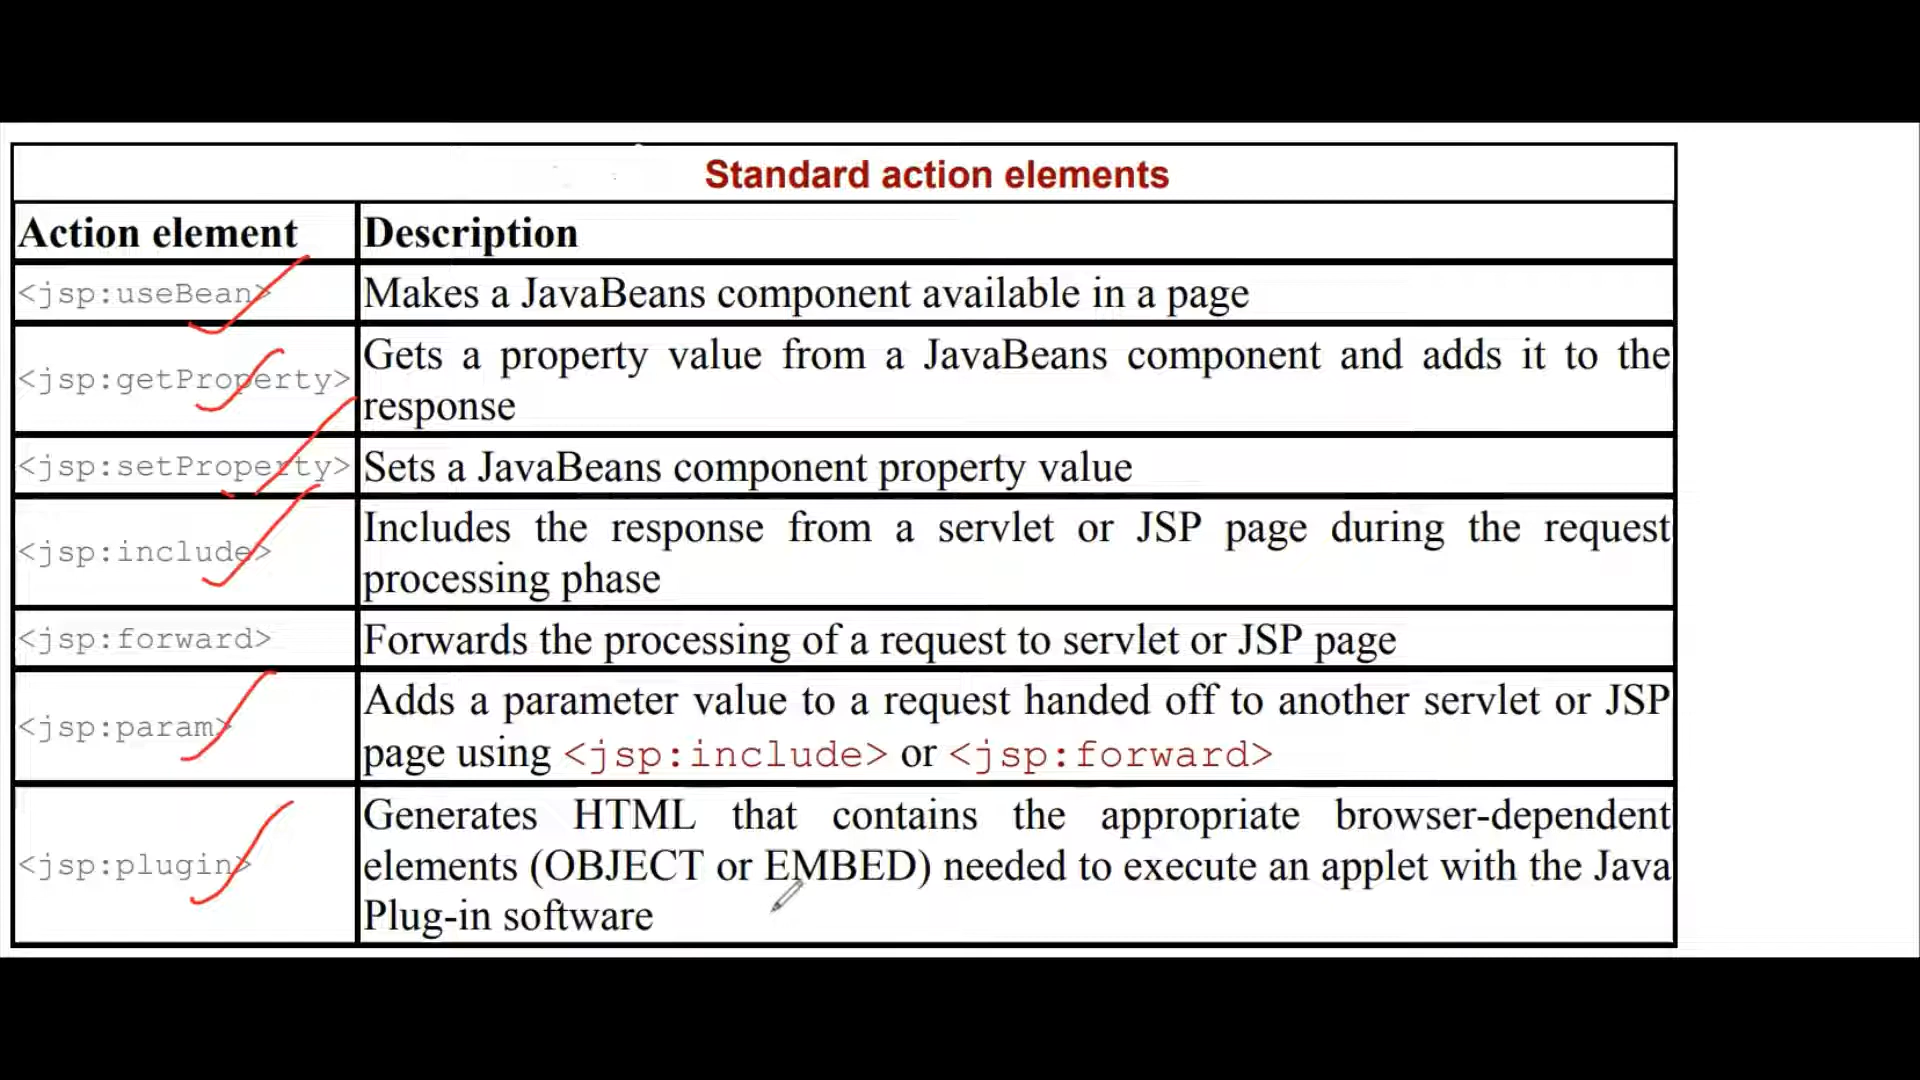 Standard action elements
Action element Description
<jsp:useBean> Makes a JavaBeans component available in a page
<jsp:getProperty> Gets a property value from a JavaBeans component and adds it to the
response
<jsp:setProperty> Sets a JavaBeans component property value
<jsp:include> Includes the response from a servlet or JSP page during the request
processing phase
<jsp:forward> Forwards the processing of a request to servlet or JSP page
<jsp:param> Adds a parameter value to a request handed off to another servlet or JSP
page using <jsp:include> or <jsp:forward>
<jsp:plugin> Generates HTML that contains the appropriate browser-dependent
elements (OBJECT or EMBED) needed to execute an applet with the Java
Plug-in software